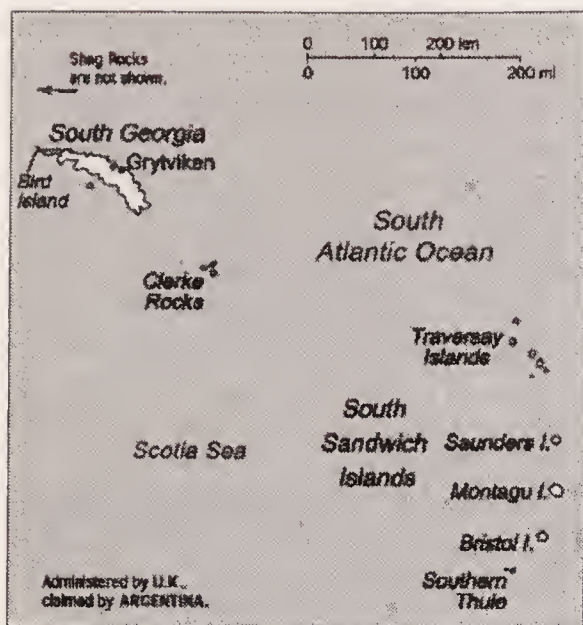 0 100 200 km
0 100 200 mi
Shag Rocks
are not shown.
South Georgia
Grytviken
Bird
Island
South
Atlantic Ocean
Clerke
Rocks
Traversay
Islands
South
Sandwich
Islands
Saunders I.
Scotia Sea
Montagu I.
Bristol I.
Southern
Thule
Administered by U.K.,
claimed by ARGENTINA.